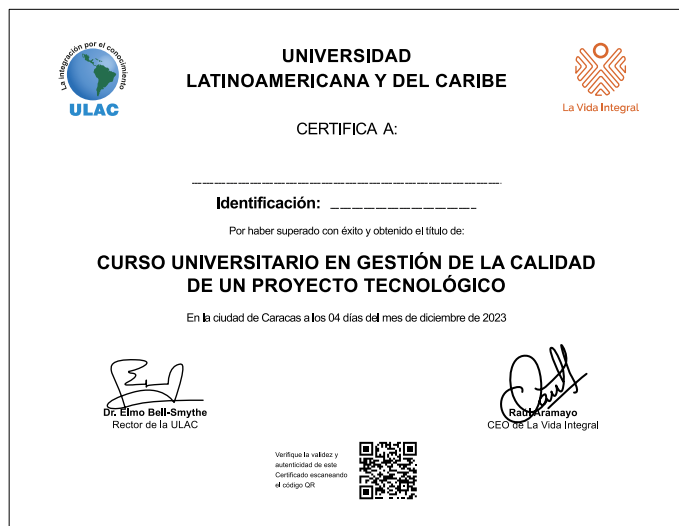 La integración por el conocimiento
ULAC
UNIVERSIDAD
LATINOAMERICANA Y DEL CARIBE
La Vida Integral
CERTIFICA A:
Identificación:
Por haber superado con éxito y obtenido el título de:
CURSO UNIVERSITARIO EN GESTIÓN DE LA CALIDAD
DE UN PROYECTO TECNOLÓGICO
En la ciudad de Caracas a los 04 días del mes de diciembre de 2023
Dr. Elmo Bell-Smythe
Rector de la ULAC
Raúl Aramayo
CEO de La Vida Integral
Verifique la validez y
autenticidad de este
Certificado escaneando
el código QR